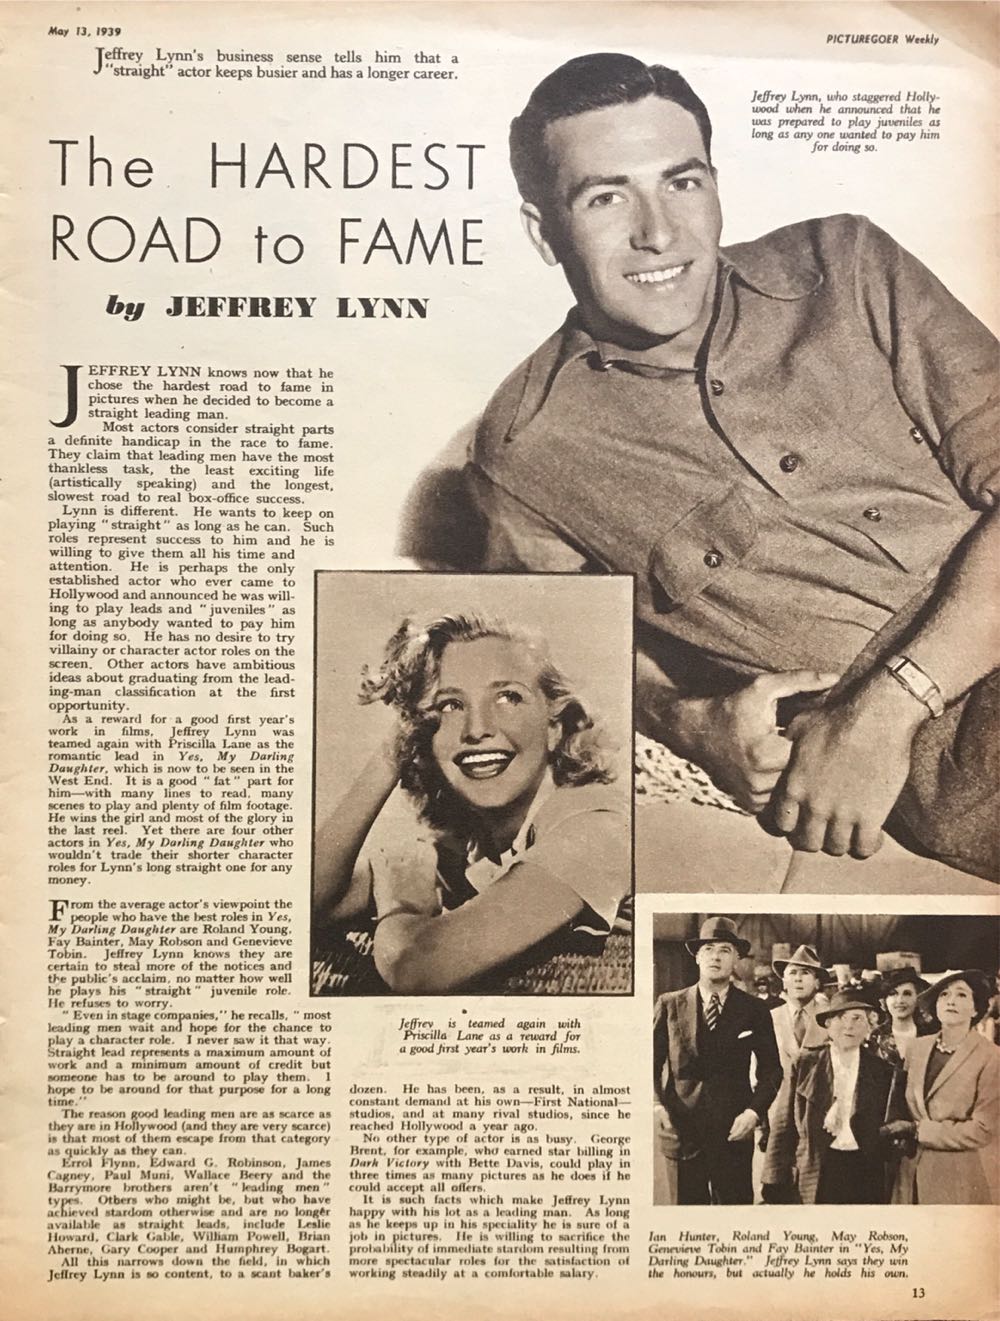 May 13, 1939
PICTUREGOER Weekly
Jeffrey Lynn's business sense tells him that a
"straight" actor keeps busier and has a longer career.
Jeffrey Lynn, who staggered Holly-
wood when he announced that he
was prepared to play juveniles as
long as any one wanted to pay him
for doing so.
The HARDEST
ROAD to FAME
by JEFFREY LYNN
JEFFREY LYNN knows now that he
chose the hardest road to fame in
pictures when he decided to become a
straight leading man.
Most actors consider straight parts
a definite handicap in the race to fame.
They claim that leading men have the most
thankless task, the least exciting life
(artistically speaking) and the longest,
slowest road to real box-office success.
Lynn is different. He wants to keep on
playing "straight" as long as he can. Such
roles represent success to him and he is
willing to give them all his time and
attention. He is perhaps the only
established actor who ever came to
Hollywood and announced he was will-
ing to play leads and "juveniles" as
long as anybody wanted to pay him
for doing so. He has no desire to try
villainy or character actor roles on the
screen. Other actors have ambitious
ideas about graduating from the lead-
ing-man classification at the first
opportunity.
As a reward for a good first year's
work in films, Jeffrey Lynn was
teamed again with Priscilla Lane as the
romantic lead in Yes, My Darling
Daughter, which is now to be seen in the
West End. It is a good "fat" part for
him—with many lines to read, many
scenes to play and plenty of film footage.
He wins the girl and most of the glory in
the last reel. Yet there are four other
actors in Yes, My Darling Daughter who
wouldn't trade their shorter character
roles for Lynn's long straight one for any
money.
From the average actor's viewpoint the
people who have the best roles in Yes,
My Darling Daughter are Roland Young,
Fay Bainter, May Robson and Genevieve
Tobin. Jeffrey Lynn knows they are
certain to steal more of the notices and
the public's acclaim, no matter how well
he plays his "straight" juvenile role.
He refuses to worry.
"Even in stage companies," he recalls, "most
leading men wait and hope for the chance to
play a character role. I never saw it that way.
Straight lead represents a maximum amount of
work and a minimum amount of credit but
someone has to be around to play them. I
hope to be around for that purpose for a long
time."
The reason good leading men are as scarce as
they are in Hollywood (and they are very scarce)
is that most of them escape from that category
as quickly as they can.
Errol Flynn, Edward G. Robinson, James
Cagney, Paul Muni, Wallace Beery and the
Barrymore brothers aren't "leading men"
types. Others who might be, but who have
achieved stardom otherwise and are no longer
available as straight leads, include Leslie
Howard, Clark Gable, William Powell, Brian
Aherne, Gary Cooper and Humphrey Bogart.
All this narrows down the field, in which
Jeffrey Lynn is so content, to a scant baker's
Jeffrey is teamed again with
Priscilla Lane as a reward for
a good first year's work in films.
dozen. He has been, as a result, in almost
constant demand at his own—First National—
studios, and at many rival studios, since he
reached Hollywood a year ago.
No other type of actor is as busy. George
Brent, for example, who earned star billing in
Dark Victory with Bette Davis, could play in
three times as many pictures as he does if he
could accept all offers.
It is such facts which make Jeffrey Lynn
happy with his lot as a leading man. As long
as he keeps up in his speciality he is sure of a
job in pictures. He is willing to sacrifice the
probability of immediate stardom resulting from
more spectacular roles for the satisfaction of
working steadily at a comfortable salary.
Ian Hunter, Roland Young, May Robson,
Genevieve Tobin and Fay Bainter in "Yes, My
Darling Daughter." Jeffrey Lynn says they win
the honours, but actually he holds his own.
13